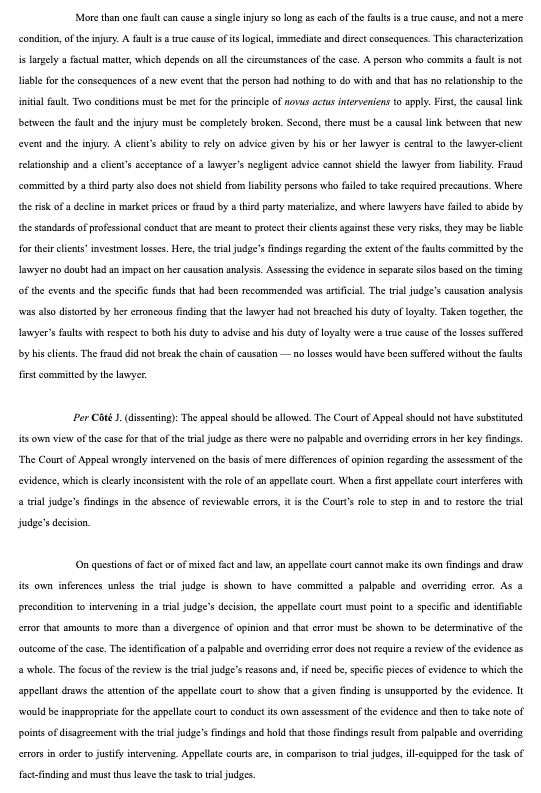 More than one fault can cause a single injury so long as each of the faults is a true cause, and not a mere
condition, of the injury. A fault is a true cause of its logical, immediate and direct consequences. This characterization
is largely a factual matter, which depends on all the circumstances of the case. A person who commits a fault is not
liable for the consequences of a new event that the person had nothing to do with and that has no relationship to the
initial fault. Two conditions must be met for the principle of novus actus interveniens to apply. First, the causal link
between the fault and the injury must be completely broken. Second, there must be a causal link between that new
event and the injury. A client's ability to rely on advice given by his or her lawyer is central to the lawyer-client
relationship and a client's acceptance of a lawyer's negligent advice cannot shield the lawyer from liability. Fraud
committed by a third party also does not shield from liability persons who failed to take required precautions. Where
the risk of a decline in market prices or fraud by a third party materialize, and where lawyers have failed to abide by
the standards of professional conduct that are meant to protect their clients against these very risks, they may be liable
for their clients' investment losses. Here, the trial judge's findings regarding the extent of the faults committed by the
lawyer no doubt had an impact on her causation analysis. Assessing the evidence in separate silos based on the timing
of the events and the specific funds that had been recommended was artificial. The trial judge's causation analysis
was also distorted by her erroneous finding that the lawyer had not breached his duty of loyalty. Taken together, the
lawyer's faults with respect to both his duty to advise and his duty of loyalty were a true cause of the losses suffered
by his clients. The fraud did not break the chain of causation — no losses would have been suffered without the faults
first committed by the lawyer.
Per Côté J. (dissenting): The appeal should be allowed. The Court of Appeal should not have substituted
its own view of the case for that of the trial judge as there were no palpable and overriding errors in her key findings.
The Court of Appeal wrongly intervened on the basis of mere differences of opinion regarding the assessment of the
evidence, which is clearly inconsistent with the role of an appellate court. When a first appellate court interferes with
a trial judge's findings in the absence of reviewable errors, it is the Court's role to step in and to restore the trial
judge's decision.
On questions of fact or of mixed fact and law, an appellate court cannot make its own findings and draw
its own inferences unless the trial judge is shown to have committed a palpable and overriding error. As a
precondition to intervening in a trial judge's decision, the appellate court must point to a specific and identifiable
error that amounts to more than a divergence of opinion and that error must be shown to be determinative of the
outcome of the case. The identification of a palpable and overriding error does not require a review of the evidence as
a whole. The focus of the review is the trial judge's reasons and, if need be, specific pieces of evidence to which the
appellant draws the attention of the appellate court to show that a given finding is unsupported by the evidence. It
would be inappropriate for the appellate court to conduct its own assessment of the evidence and then to take note of
points of disagreement with the trial judge's findings and hold that those findings result from palpable and overriding
errors in order to justify intervening. Appellate courts are, in comparison to trial judges, ill-equipped for the task of
fact-finding and must thus leave the task to trial judges.